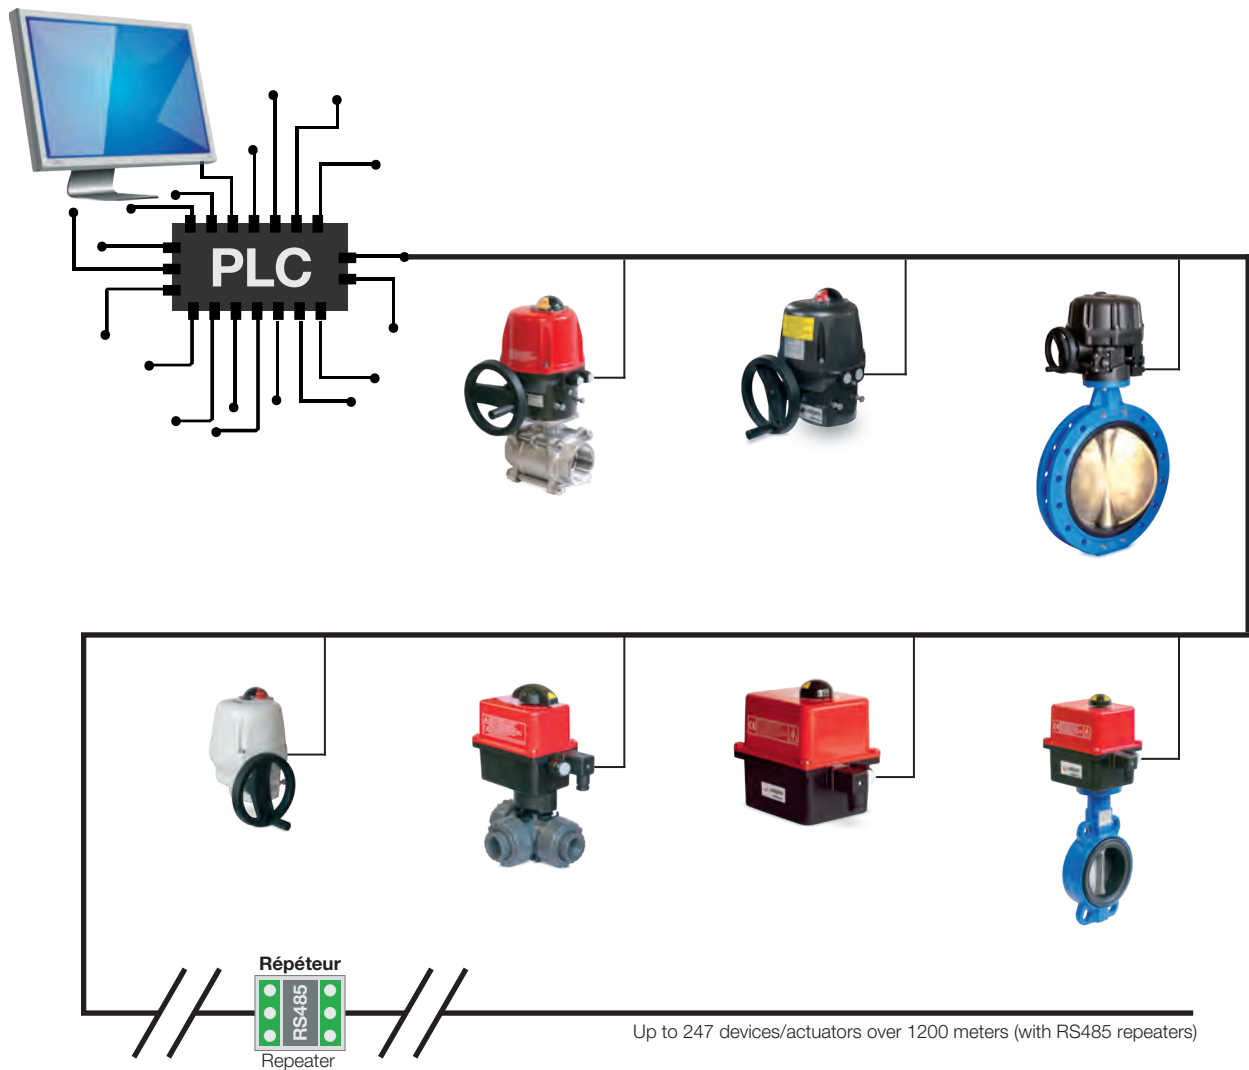 PLC
Répéteur
RS485
Repeater
Up to 247 devices/actuators over 1200 meters (with RS485 repeaters)